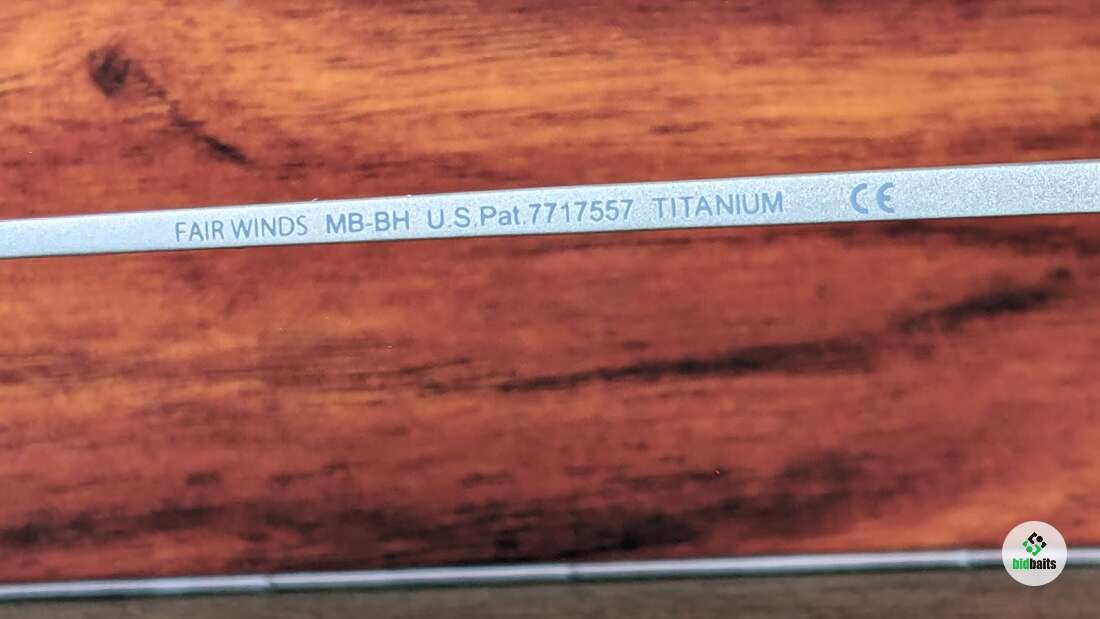 FAIR WINDS MB-BH U.S.Pat.7717557 TITANIUM CE
bidbaits